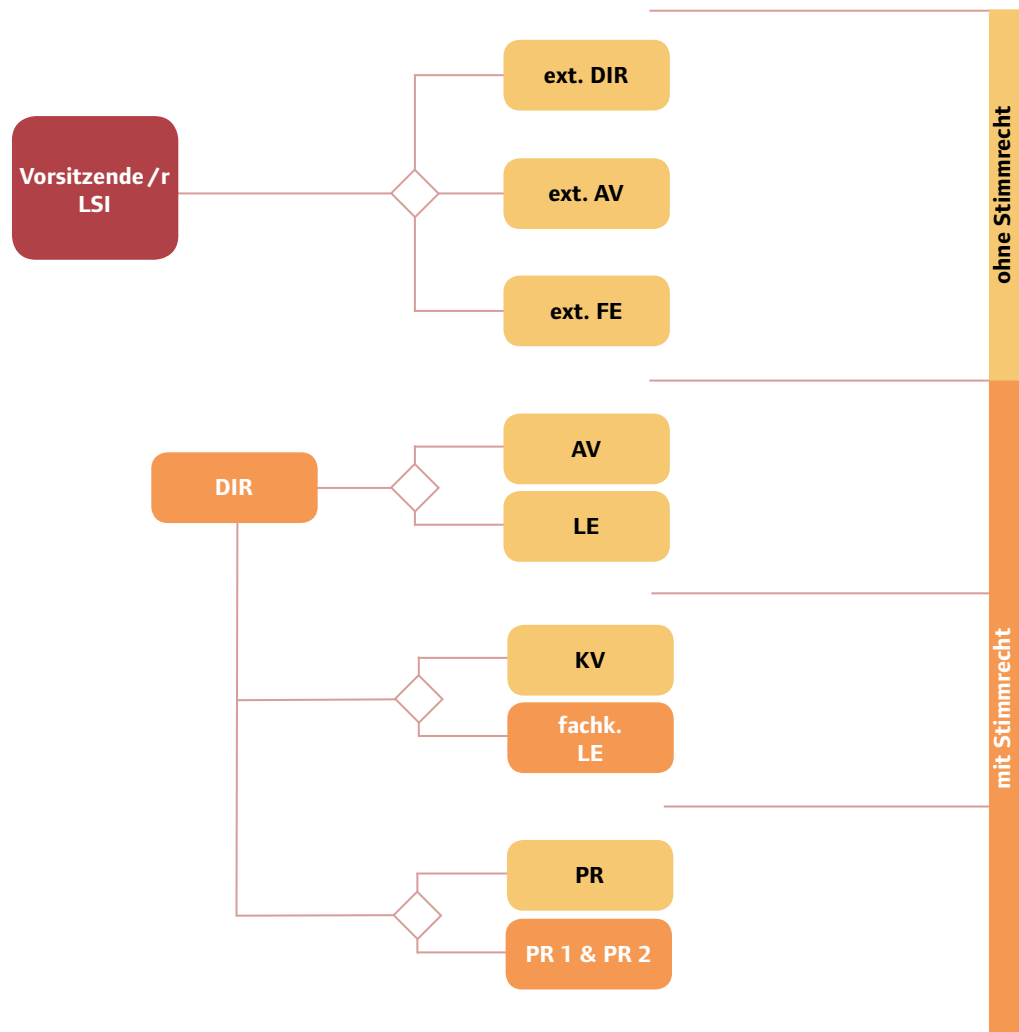 ext. DIR
Vorsitzende/r
LSI
ext. AV
ext. FE
ohne Stimmrecht
AV
DIR
LE
KV
fachk.
LE
mit Stimmrecht
PR
PR 1 & PR 2